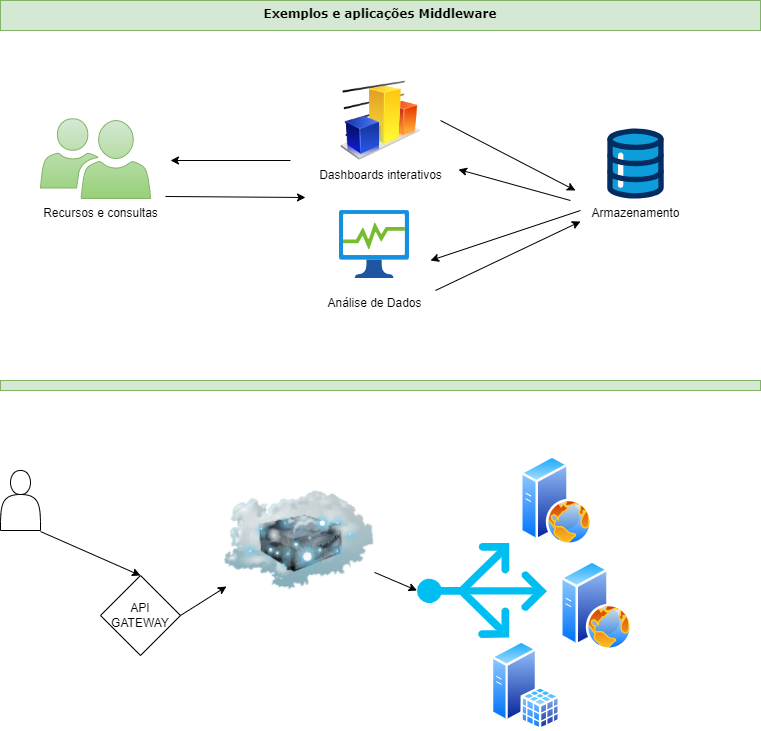 Exemplos e aplicações Middleware
Dashboards interativos
Recursos e consultas
Armazenamento
Análise de Dados
API
GATEWAY